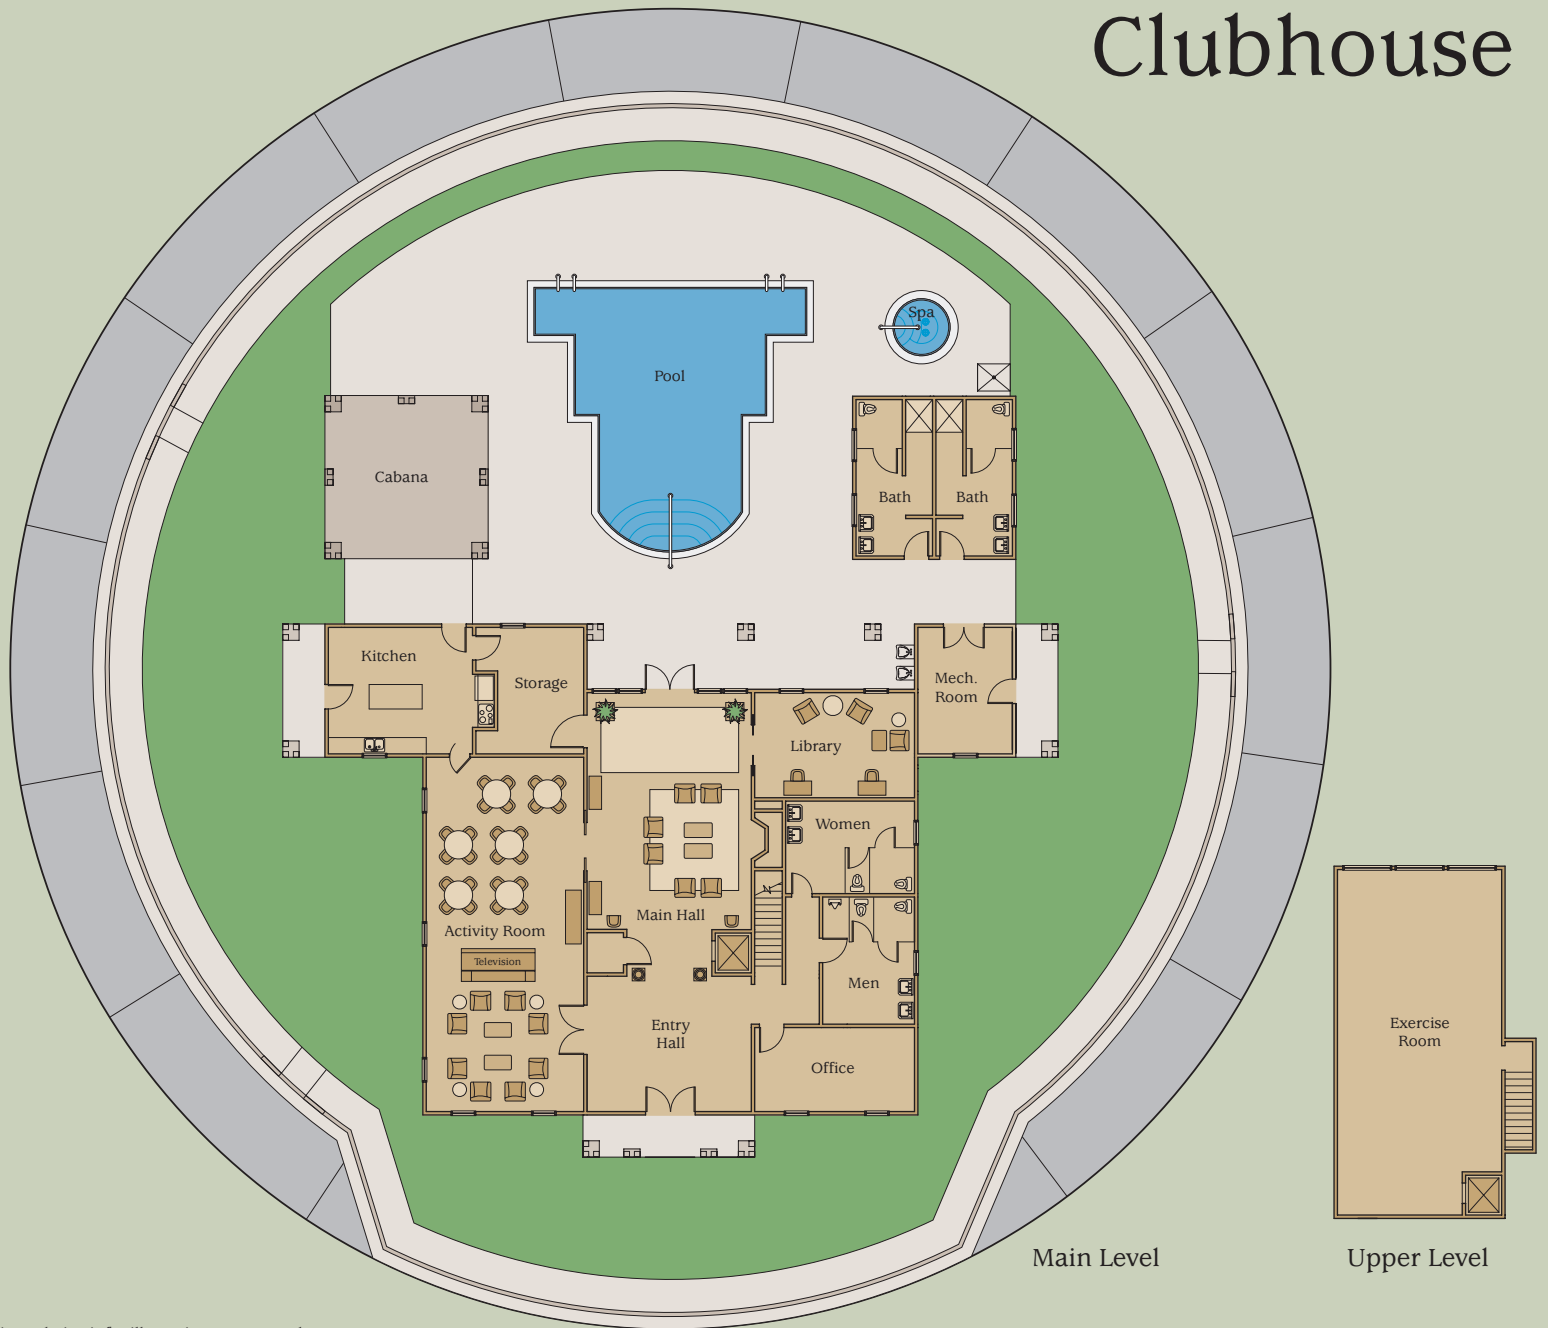 Clubhouse
Spa
Pool
Cabana
Bath
Bath
Kitchen
Storage
Mech.
Room
Library
Women
Main Hall
Activity Room
Television
Men
Entry
Hall
Office
Exercise
Room
Main Level
Upper Level